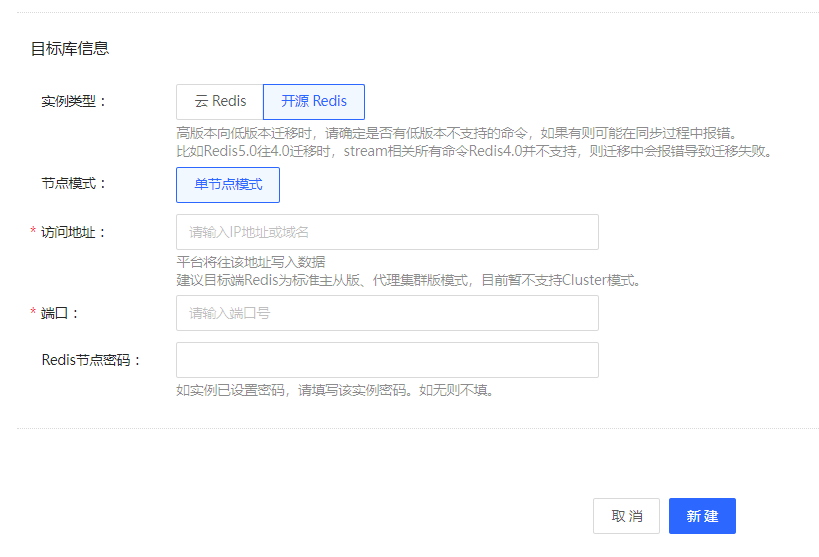 目标库信息
实例类型： 云 Redis 开源 Redis
高版本向低版本迁移时，请确定是否有低版本不支持的命令，如果有则可能在同步过程中报错。
比如Redis5.0往4.0迁移时，stream相关所有命令Redis4.0并不支持，则迁移中会报错导致迁移失败。
节点模式： 单节点模式
* 访问地址： 请输入IP地址或域名
平台将往该地址写入数据
建议目标端Redis为标准主从版、代理集群版模式，目前暂不支持Cluster模式。
* 端口： 请输入端口号
Redis节点密码：
如实例已设置密码，请填写该实例密码。如无则不填。
取消 新建